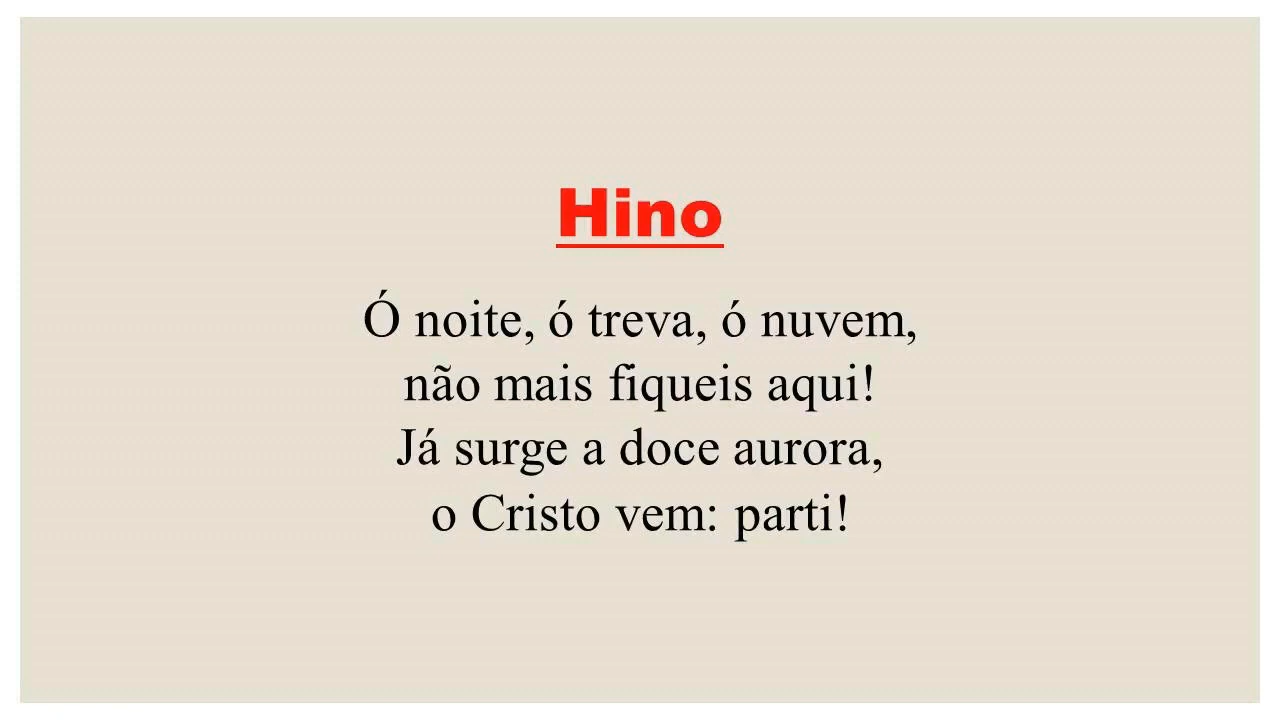 Hino
Ó noite, ó treva, ó nuvem,
não mais fiqueis aqui!
Já surge a doce aurora,
o Cristo vem: parti!